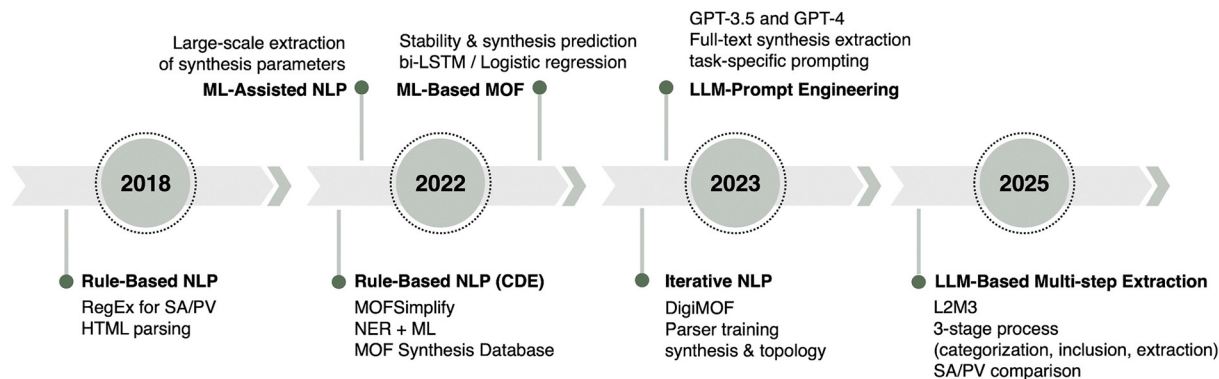 Large-scale extraction
of synthesis parameters
ML-Assisted NLP
Stability & synthesis prediction
bi-LSTM / Logistic regression
ML-Based MOF
GPT-3.5 and GPT-4
Full-text synthesis extraction
task-specific prompting
LLM-Prompt Engineering
2018
2022
2023
2025
Rule-Based NLP
RegEx for SA/PV
HTML parsing
Rule-Based NLP (CDE)
MOFSimplify
NER + ML
MOF Synthesis Database
Iterative NLP
DigiMOF
Parser training
synthesis & topology
LLM-Based Multi-step Extraction
L2M3
3-stage process
(categorization, inclusion, extraction)
SA/PV comparison